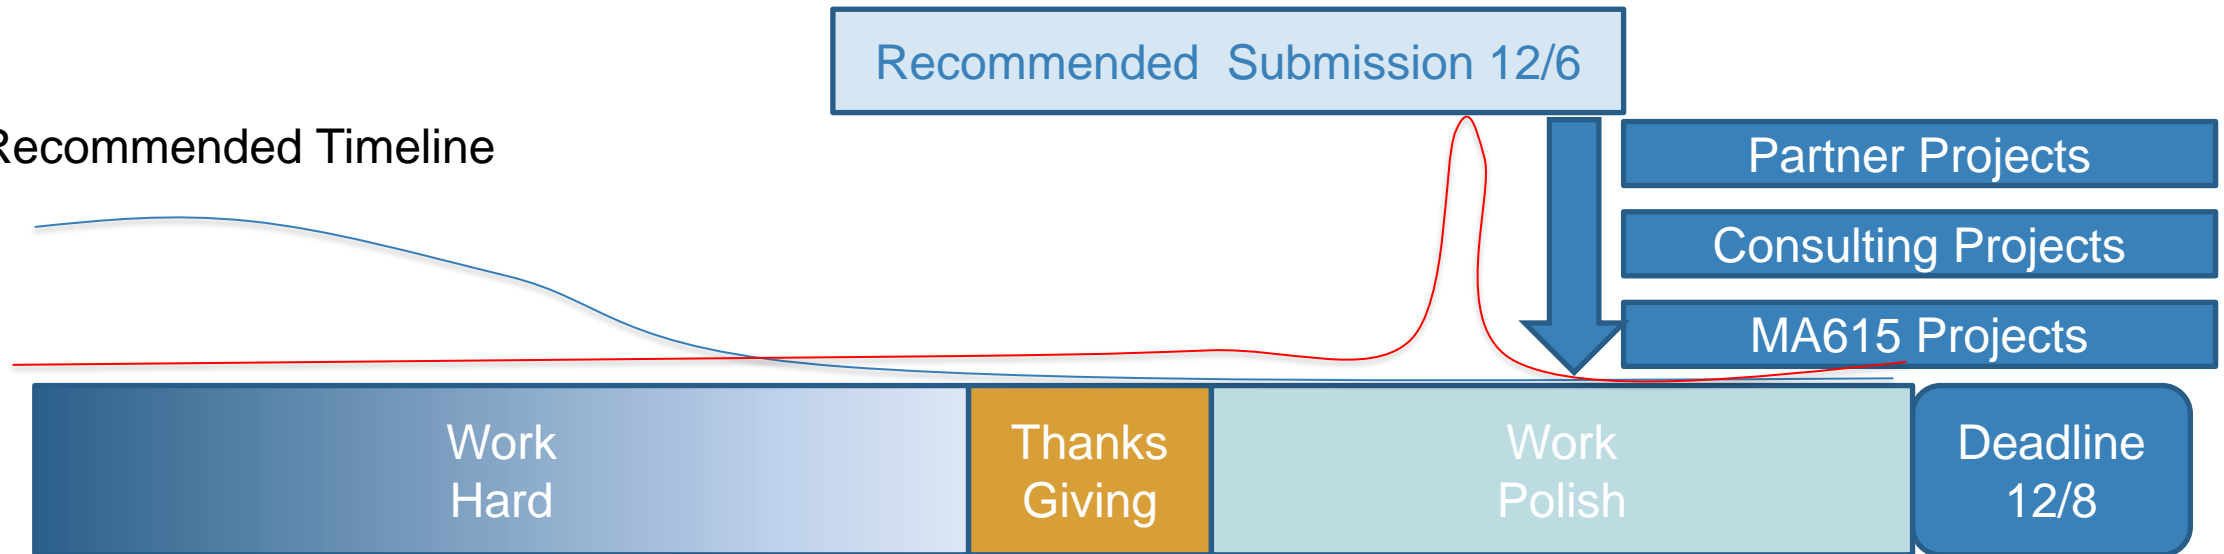 Recommended Submission 12/6
Recommended Timeline
Partner Projects
Consulting Projects
MA615 Projects
Work
Hard
Thanks
Giving
Work
Polish
Deadline
12/8